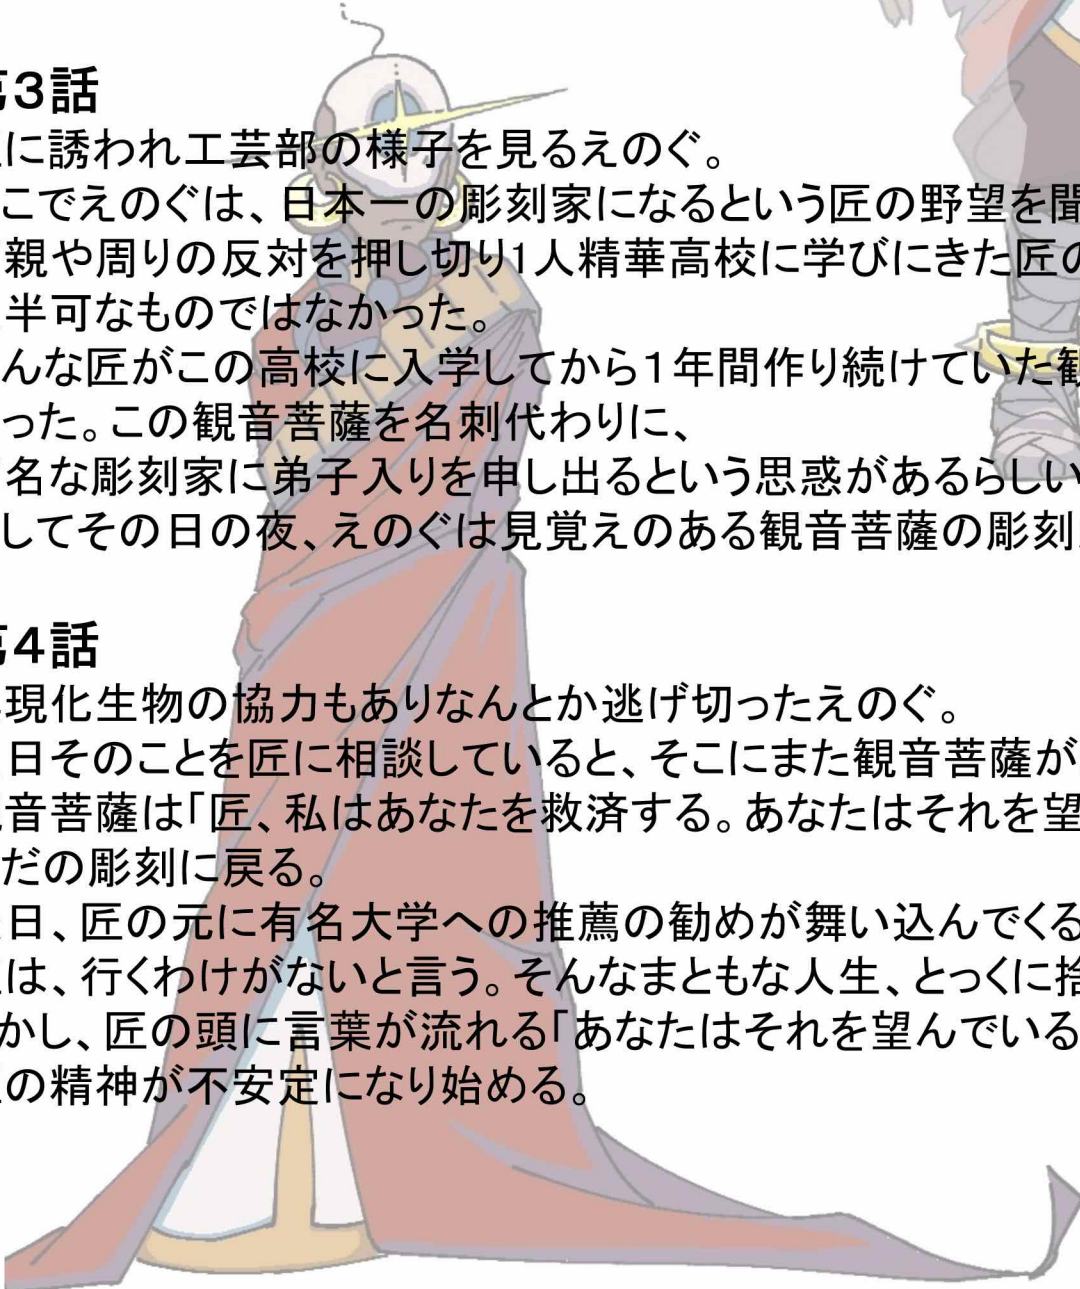 第3話
に誘われ工芸部の様子を見るえのぐ。
こでえのぐは、日本一の彫刻家になるという匠の野望を聞
親や周りの反対を押し切り1人精華高校に学びにきた匠の
半可なものではなかった。
んな匠がこの高校に入学してから１年間作り続けていた観
った。この観音菩薩を名刺代わりに、
名な彫刻家に弟子入りを申し出るという思惑があるらしい
してその日の夜、えのぐは見覚えのある観音菩薩の彫刻
第4話
現化生物の協力もありなんとか逃げ切ったえのぐ。
日そのことを匠に相談していると、そこにまた観音菩薩が
音菩薩は「匠、私はあなたを救済する。あなたはそれを望
だの彫刻に戻る。
日、匠の元に有名大学への推薦の勧めが舞い込んでくる
は、行くわけがないと言う。そんなまともな人生、とっくに捨
かし、匠の頭に言葉が流れる「あなたはそれを望んでいる
の精神が不安定になり始める。